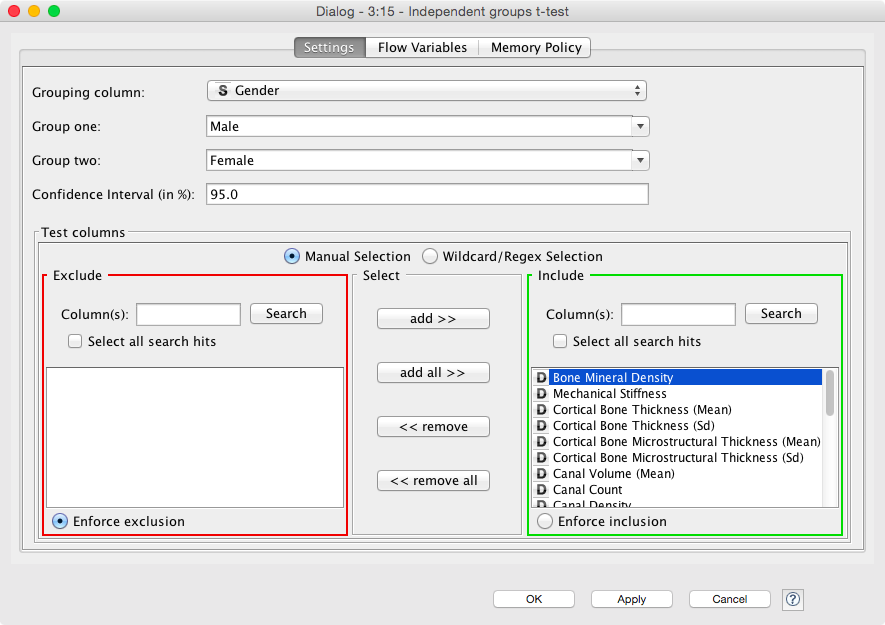 Dialog - 3:15 - Independent groups t-test
Settings Flow Variables Memory Policy
Grouping column: S Gender
Group one: Male
Group two: Female
Confidence Interval (in %): 95.0
Test columns
Manual Selection Wildcard/Regex Selection
Exclude
Column(s): Search
Select all search hits
Enforce exclusion
Select
add >>
add all >>
<< remove
<< remove all
Include
Column(s): Search
Select all search hits
D Bone Mineral Density
D Mechanical Stiffness
D Cortical Bone Thickness (Mean)
D Cortical Bone Thickness (Sd)
D Cortical Bone Microstructural Thickness (Mean)
D Cortical Bone Microstructural Thickness (Sd)
D Canal Volume (Mean)
D Canal Count
D Canal Density
Enforce inclusion
OK Apply Cancel ?